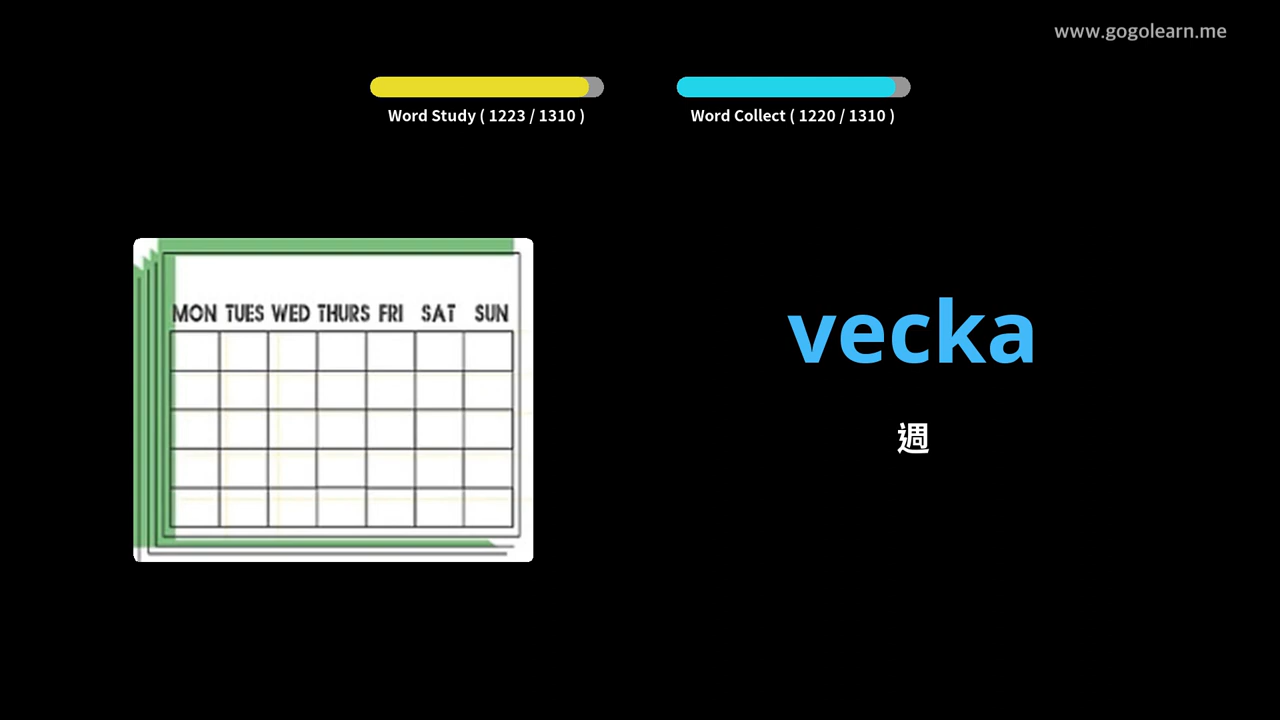 www.gogolearn.me
Word Study ( 1223 / 1310 )
Word Collect ( 1220 / 1310 )
MON TUES WED THURS FRI SAT SUN
vecka
週